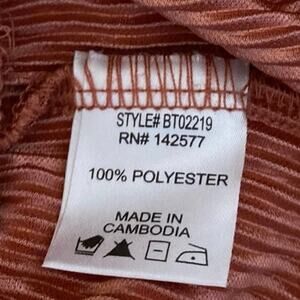 STYLE# BT02219
RN# 142577
100% POLYESTER
MADE IN
CAMBODIA